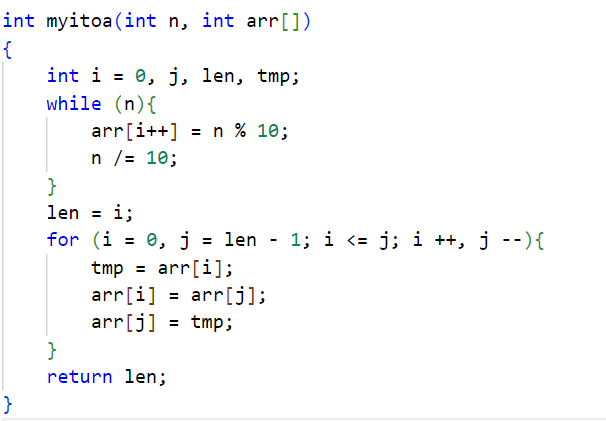 int myitoa(int n, int arr[])
{
    int i = 0, j, len, tmp;
    while (n){
        arr[i++] = n % 10;
        n /= 10;
    }
    len = i;
    for (i = 0, j = len - 1; i <= j; i ++, j --){
        tmp = arr[i];
        arr[i] = arr[j];
        arr[j] = tmp;
    }
    return len;
}